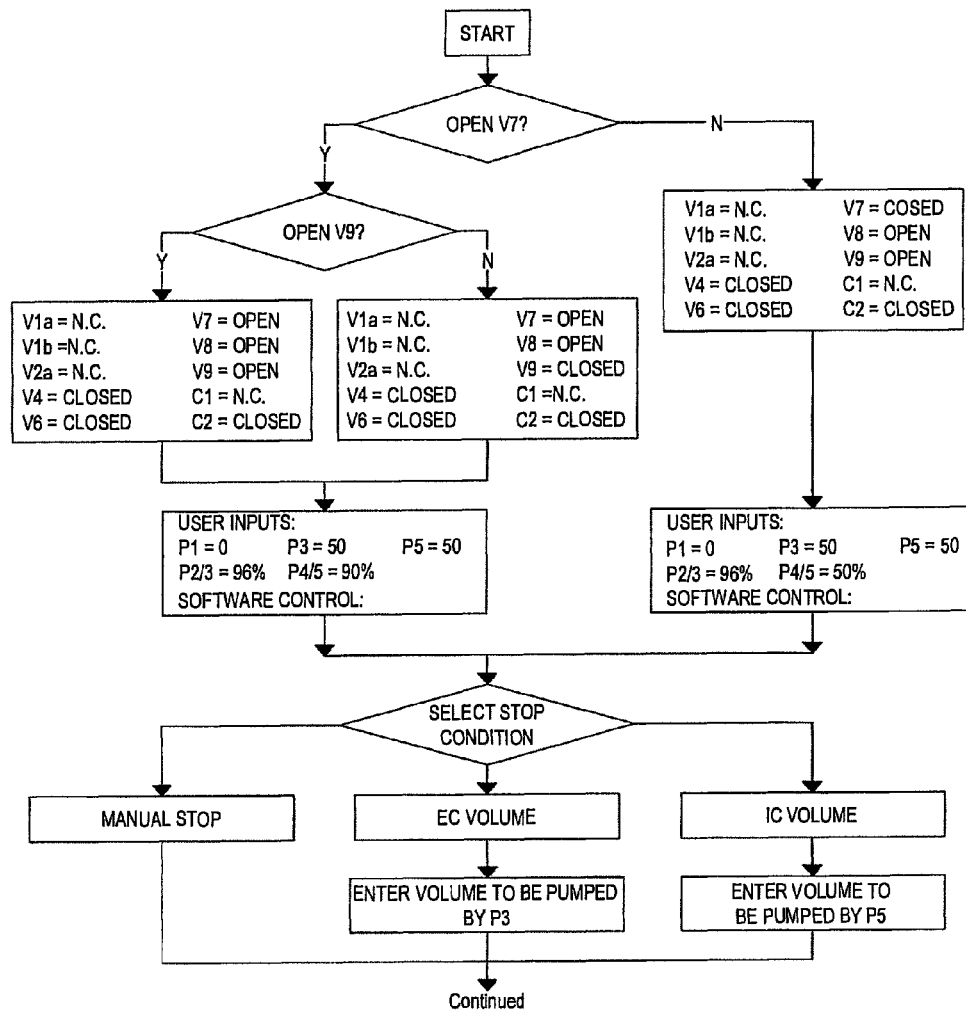 START
OPEN V7?
N
Y
OPEN V9?
Y
N
V1a = N.C. V7 = COSED
V1b = N.C. V8 = OPEN
V2a = N.C. V9 = OPEN
V4 = CLOSED C1 = N.C.
V6 = CLOSED C2 = CLOSED
V1a = N.C. V7 = OPEN
V1b =N.C. V8 = OPEN
V2a = N.C. V9 = OPEN
V4 = CLOSED C1 = N.C.
V6 = CLOSED C2 = CLOSED
V1a = N.C. V7 = OPEN
V1b = N.C. V8 = OPEN
V2a = N.C. V9 = CLOSED
V4 = CLOSED C1 =N.C.
V6 = CLOSED C2 = CLOSED
USER INPUTS:
P1 = 0 P3 = 50 P5 = 50
P2/3 = 96% P4/5 = 90%
SOFTWARE CONTROL:
USER INPUTS:
P1 = 0 P3 = 50 P5 = 50
P2/3 = 96% P4/5 = 50%
SOFTWARE CONTROL:
SELECT STOP
CONDITION
MANUAL STOP
EC VOLUME
IC VOLUME
ENTER VOLUME TO BE PUMPED
BY P3
ENTER VOLUME TO
BE PUMPED BY P5
Continued